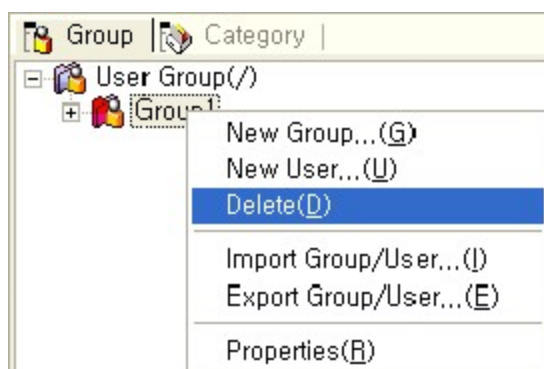 Group Category
User Group(/)
Group1
New Group...(G)
New User...(U)
Delete(D)
Import Group/User...(I)
Export Group/User...(E)
Properties(R)